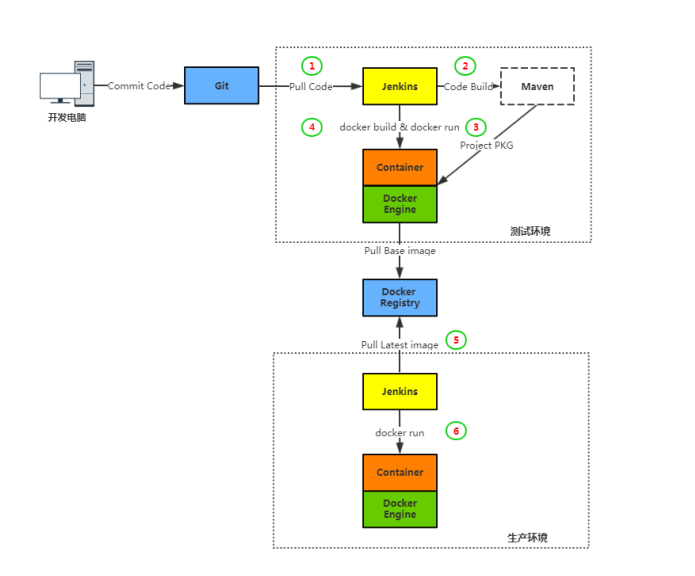 1
2
Commit Code
Git
Pull Code
Jenkins
Code Build
Maven
开发电脑
4
docker build & docker run
3
Project PKG
Container
Docker
Engine
测试环境
Pull Base image
Docker
Registry
Pull Latest image
5
Jenkins
docker run
6
Container
Docker
Engine
生产环境